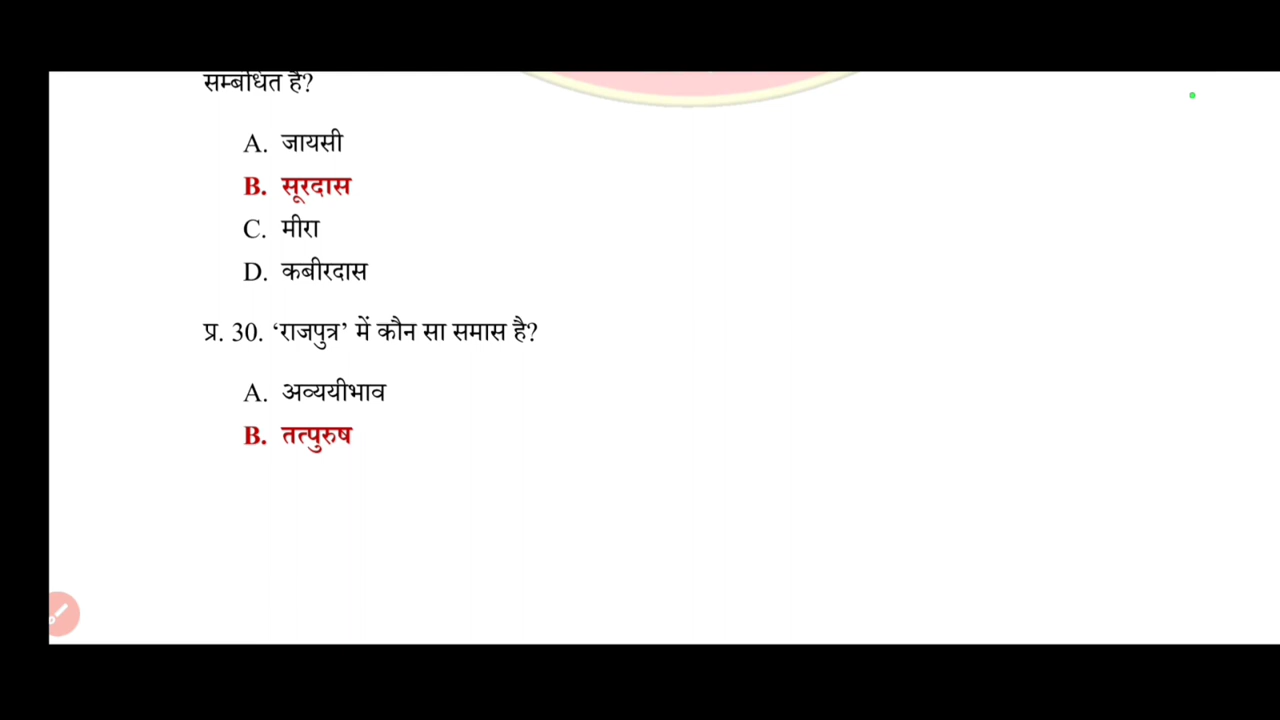 सम्बोधित है?
A. जायसी
B. सूरदास
C. मीरा
D. कबीरदास
प्र. 30. ‘राजपुत्र’ में कौन सा समास है?
A. अव्ययीभाव
B. तत्पुरुष